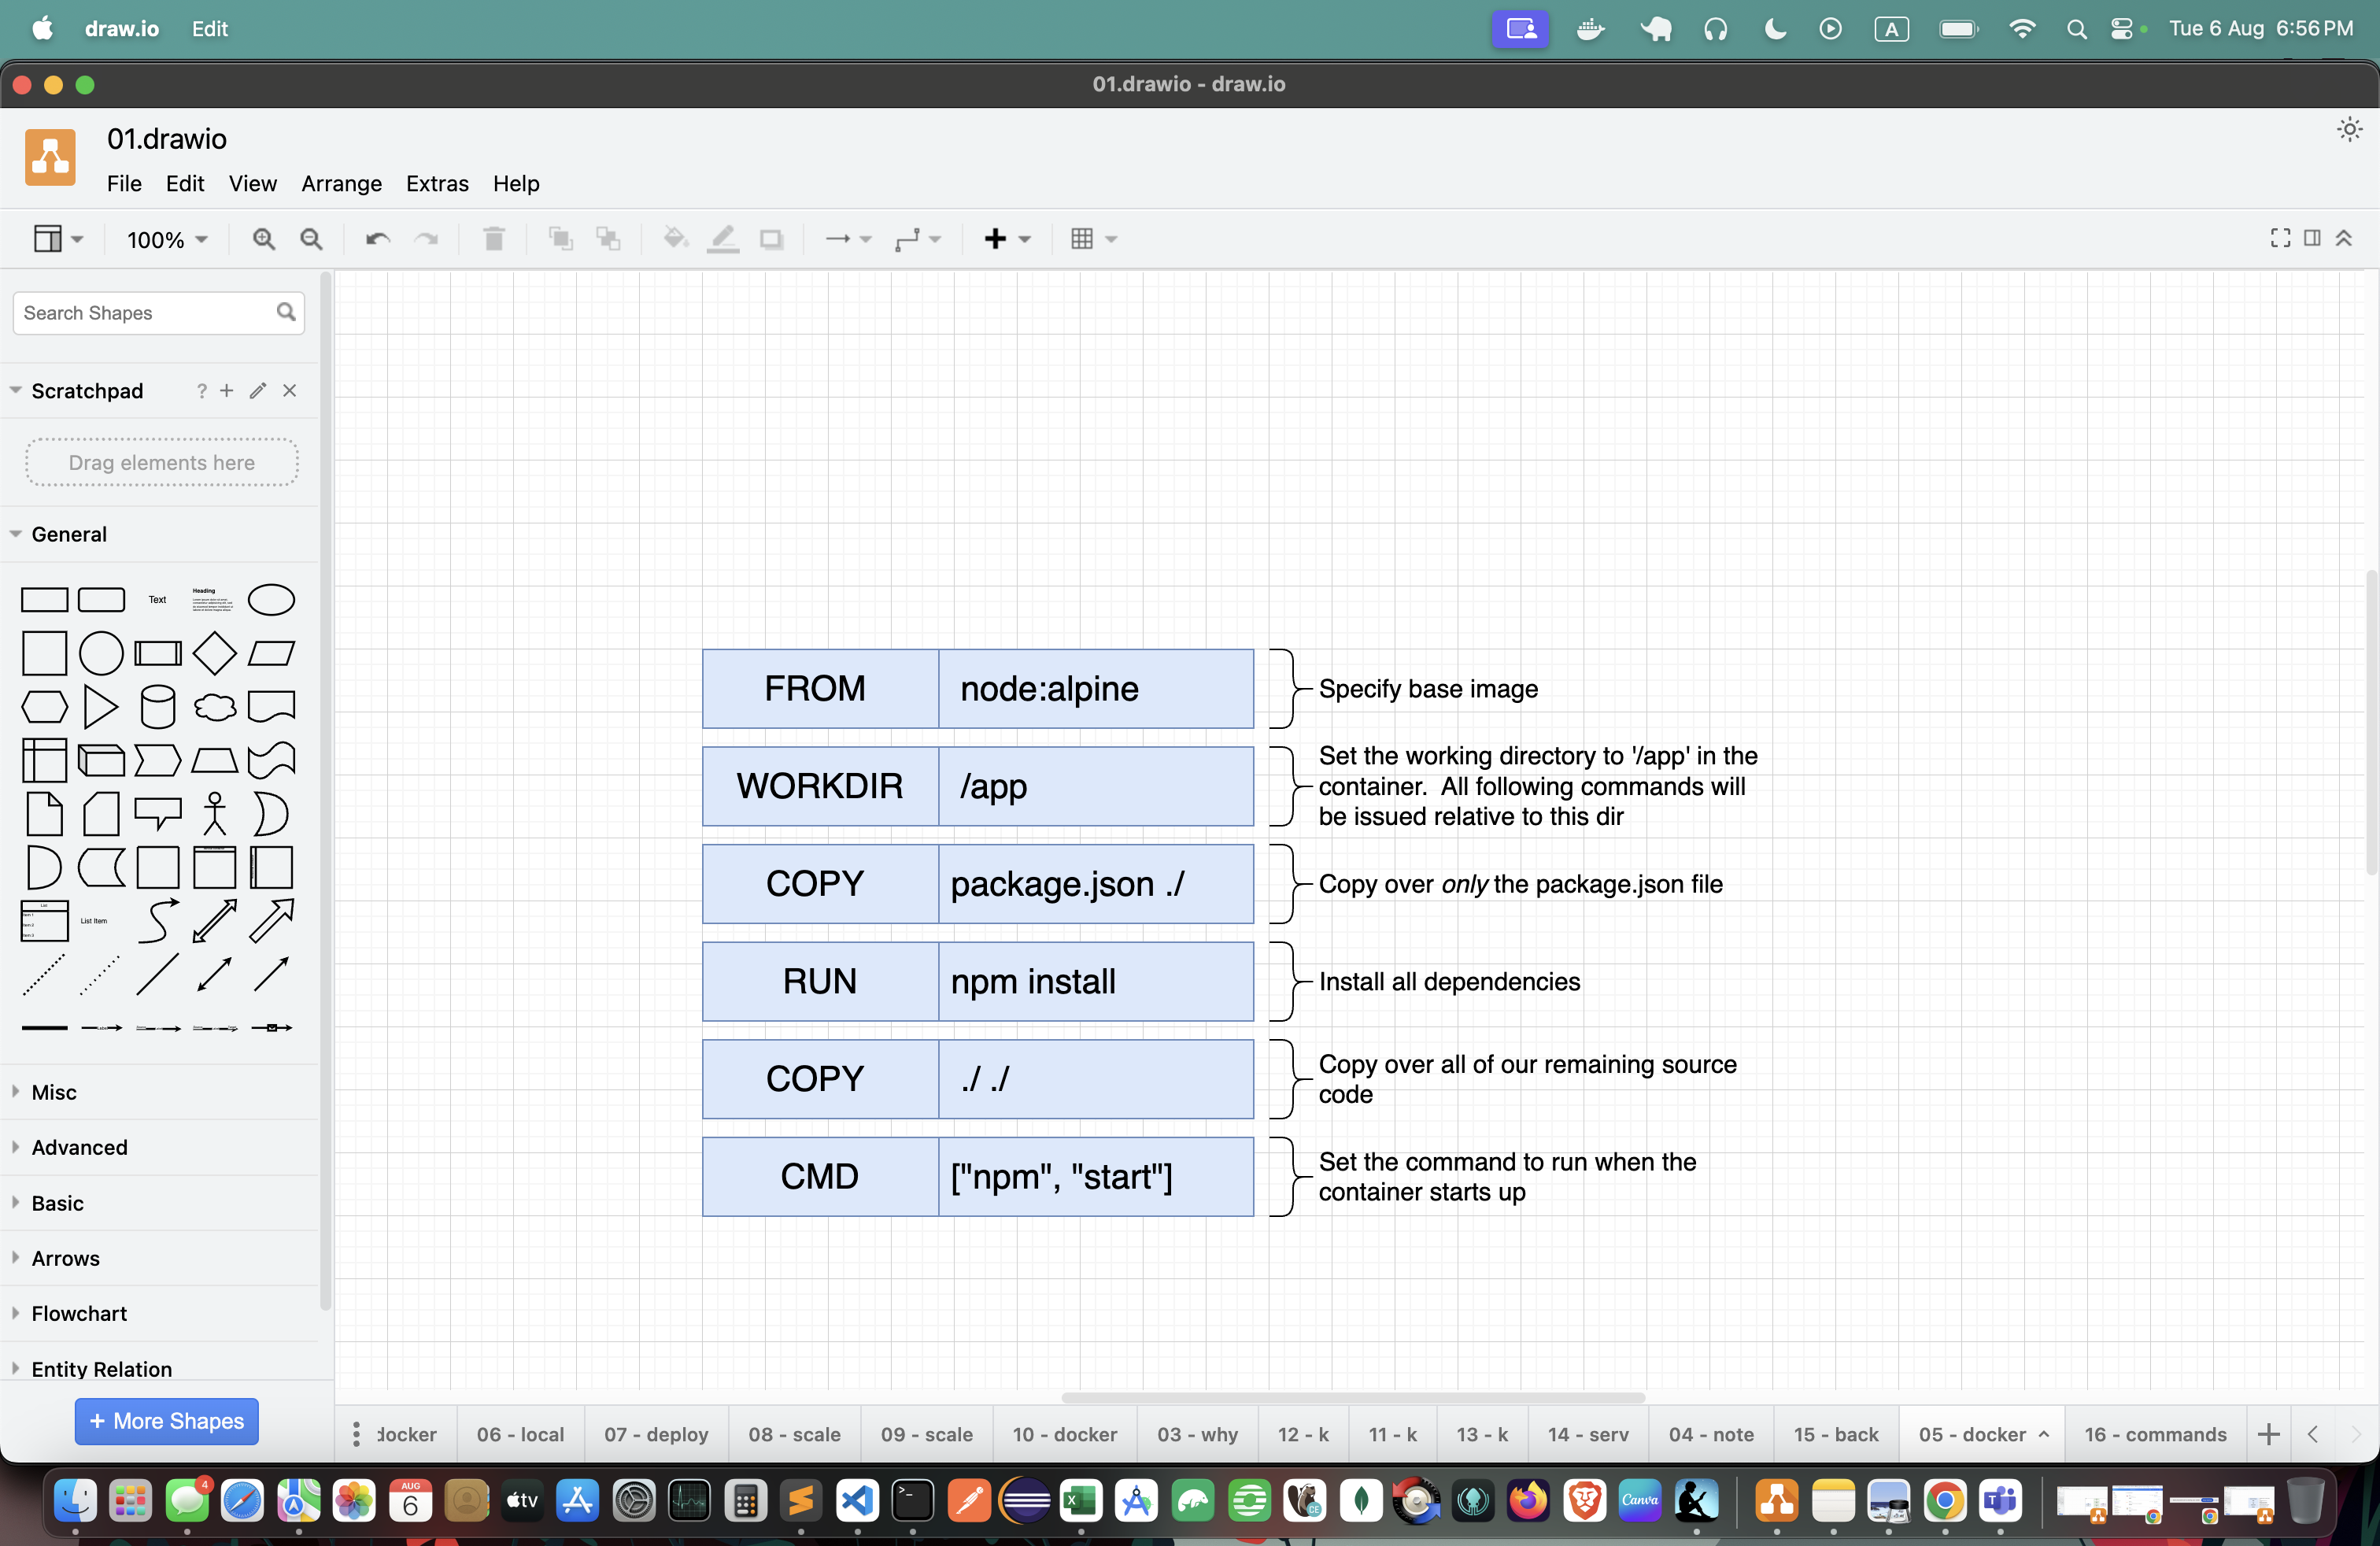 draw.io Edit
A
Tue 6 Aug 6:56 PM
01.drawio - draw.io
01.drawio
File Edit View Arrange Extras Help
100%
Search Shapes
Scratchpad
?
Drag elements here
General
Text
Heading
List
List Item
Misc
Advanced
Basic
Arrows
Flowchart
Entity Relation
+ More Shapes
FROM node:alpine
Specify base image
WORKDIR /app
Set the working directory to '/app' in the
container. All following commands will
be issued relative to this dir
COPY package.json ./
Copy over only the package.json file
RUN npm install
Install all dependencies
COPY ./ ./
Copy over all of our remaining source
code
CMD ["npm", "start"]
Set the command to run when the
container starts up
docker 06 - local 07 - deploy 08 - scale 09 - scale 10 - docker 03 - why 12 - k 11 - k 13 - k 14 - serv 04 - note 15 - back 05 - docker 16 - commands
4
AUG
6
tv
CE
Canva